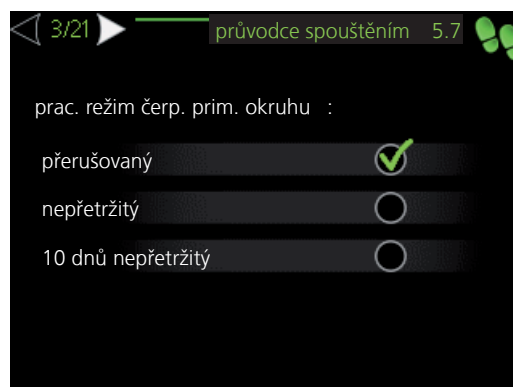 3/21 průvodce spouštěním 5.7
prac. režim čerp. prim. okruhu :
přerušovaný
nepřetržitý
10 dnů nepřetržitý